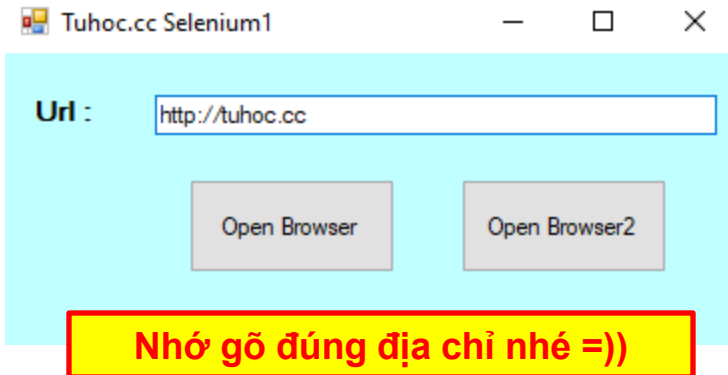 Tuhoc.cc Selenium1
Url : http://tuhoc.cc
Open Browser Open Browser2
Nhớ gõ đúng địa chỉ nhé =))